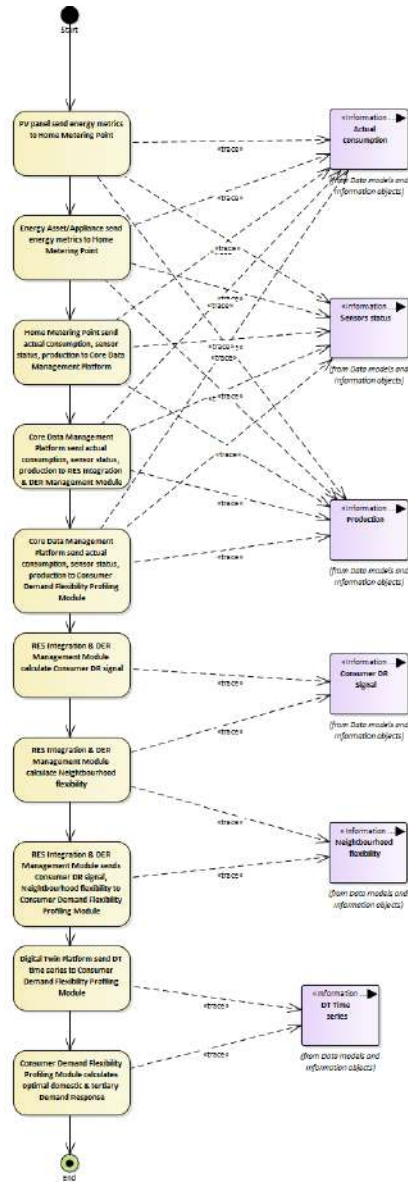 Start
PV panel send energy metrics
to Home Metering Point
«Information ...
Actual
consumption
«trace»
(from Data models and
information objects)
Energy Asset/Appliance send
energy metrics to Home
Metering Point
«trace»
«trace»
«trace»
«Information ...
Sensors status
(from Data models and
information objects)
Home Metering Point send
actual consumption, sensor
status, production to Core Data
Management Platform
«trace»
«trace»
Core Data Management
Platform send actual
consumption, sensor status,
production to RES Integration
& DER Management Module
«trace»
«trace»
«Information ...
Production
(from Data models and
information objects)
Core Data Management
Platform send actual
consumption, sensor status,
production to Consumer
Demand Flexibility Profiling
Module
«trace»
RES Integration & DER
Management Module
calculate Consumer DR signal
«trace»
«Information ...
Consumer DR
Signal
(from Data models and
information objects)
RES Integration & DER
Management Module
calculate Neighbourhood
flexibility
«trace»
«Information ...
Neighbourhood
flexibility
(from Data models and
information objects)
RES Integration & DER
Management Module sends
Consumer DR signal,
Neighbourhood flexibility to
Consumer Demand Flexibility
Profiling Module
«trace»
Digital Twin Platform send DT
time series to Consumer
Demand Flexibility Profiling
Module
«trace»
«Information ...
DT Time
series
(from Data models and
information objects)
Consumer Demand Flexibility
Profiling Module calculates
optimal domestic & tertiary
Demand Response
«trace»
End